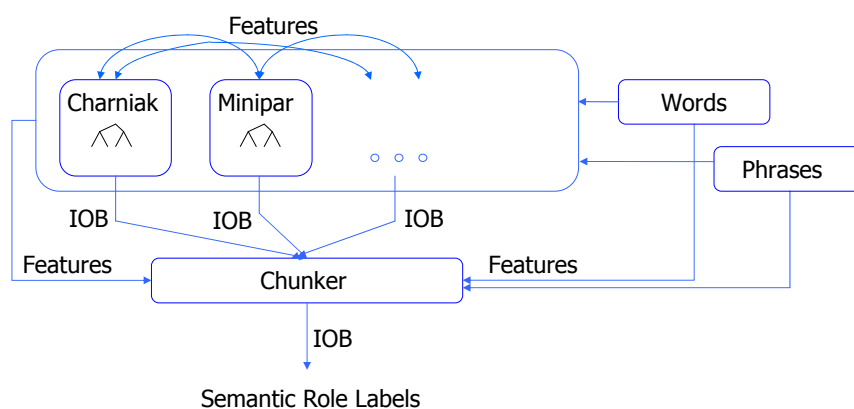 Features
Charniak
Minipar
Words
Phrases
IOB
IOB
IOB
Features
Chunker
Features
IOB
Semantic Role Labels